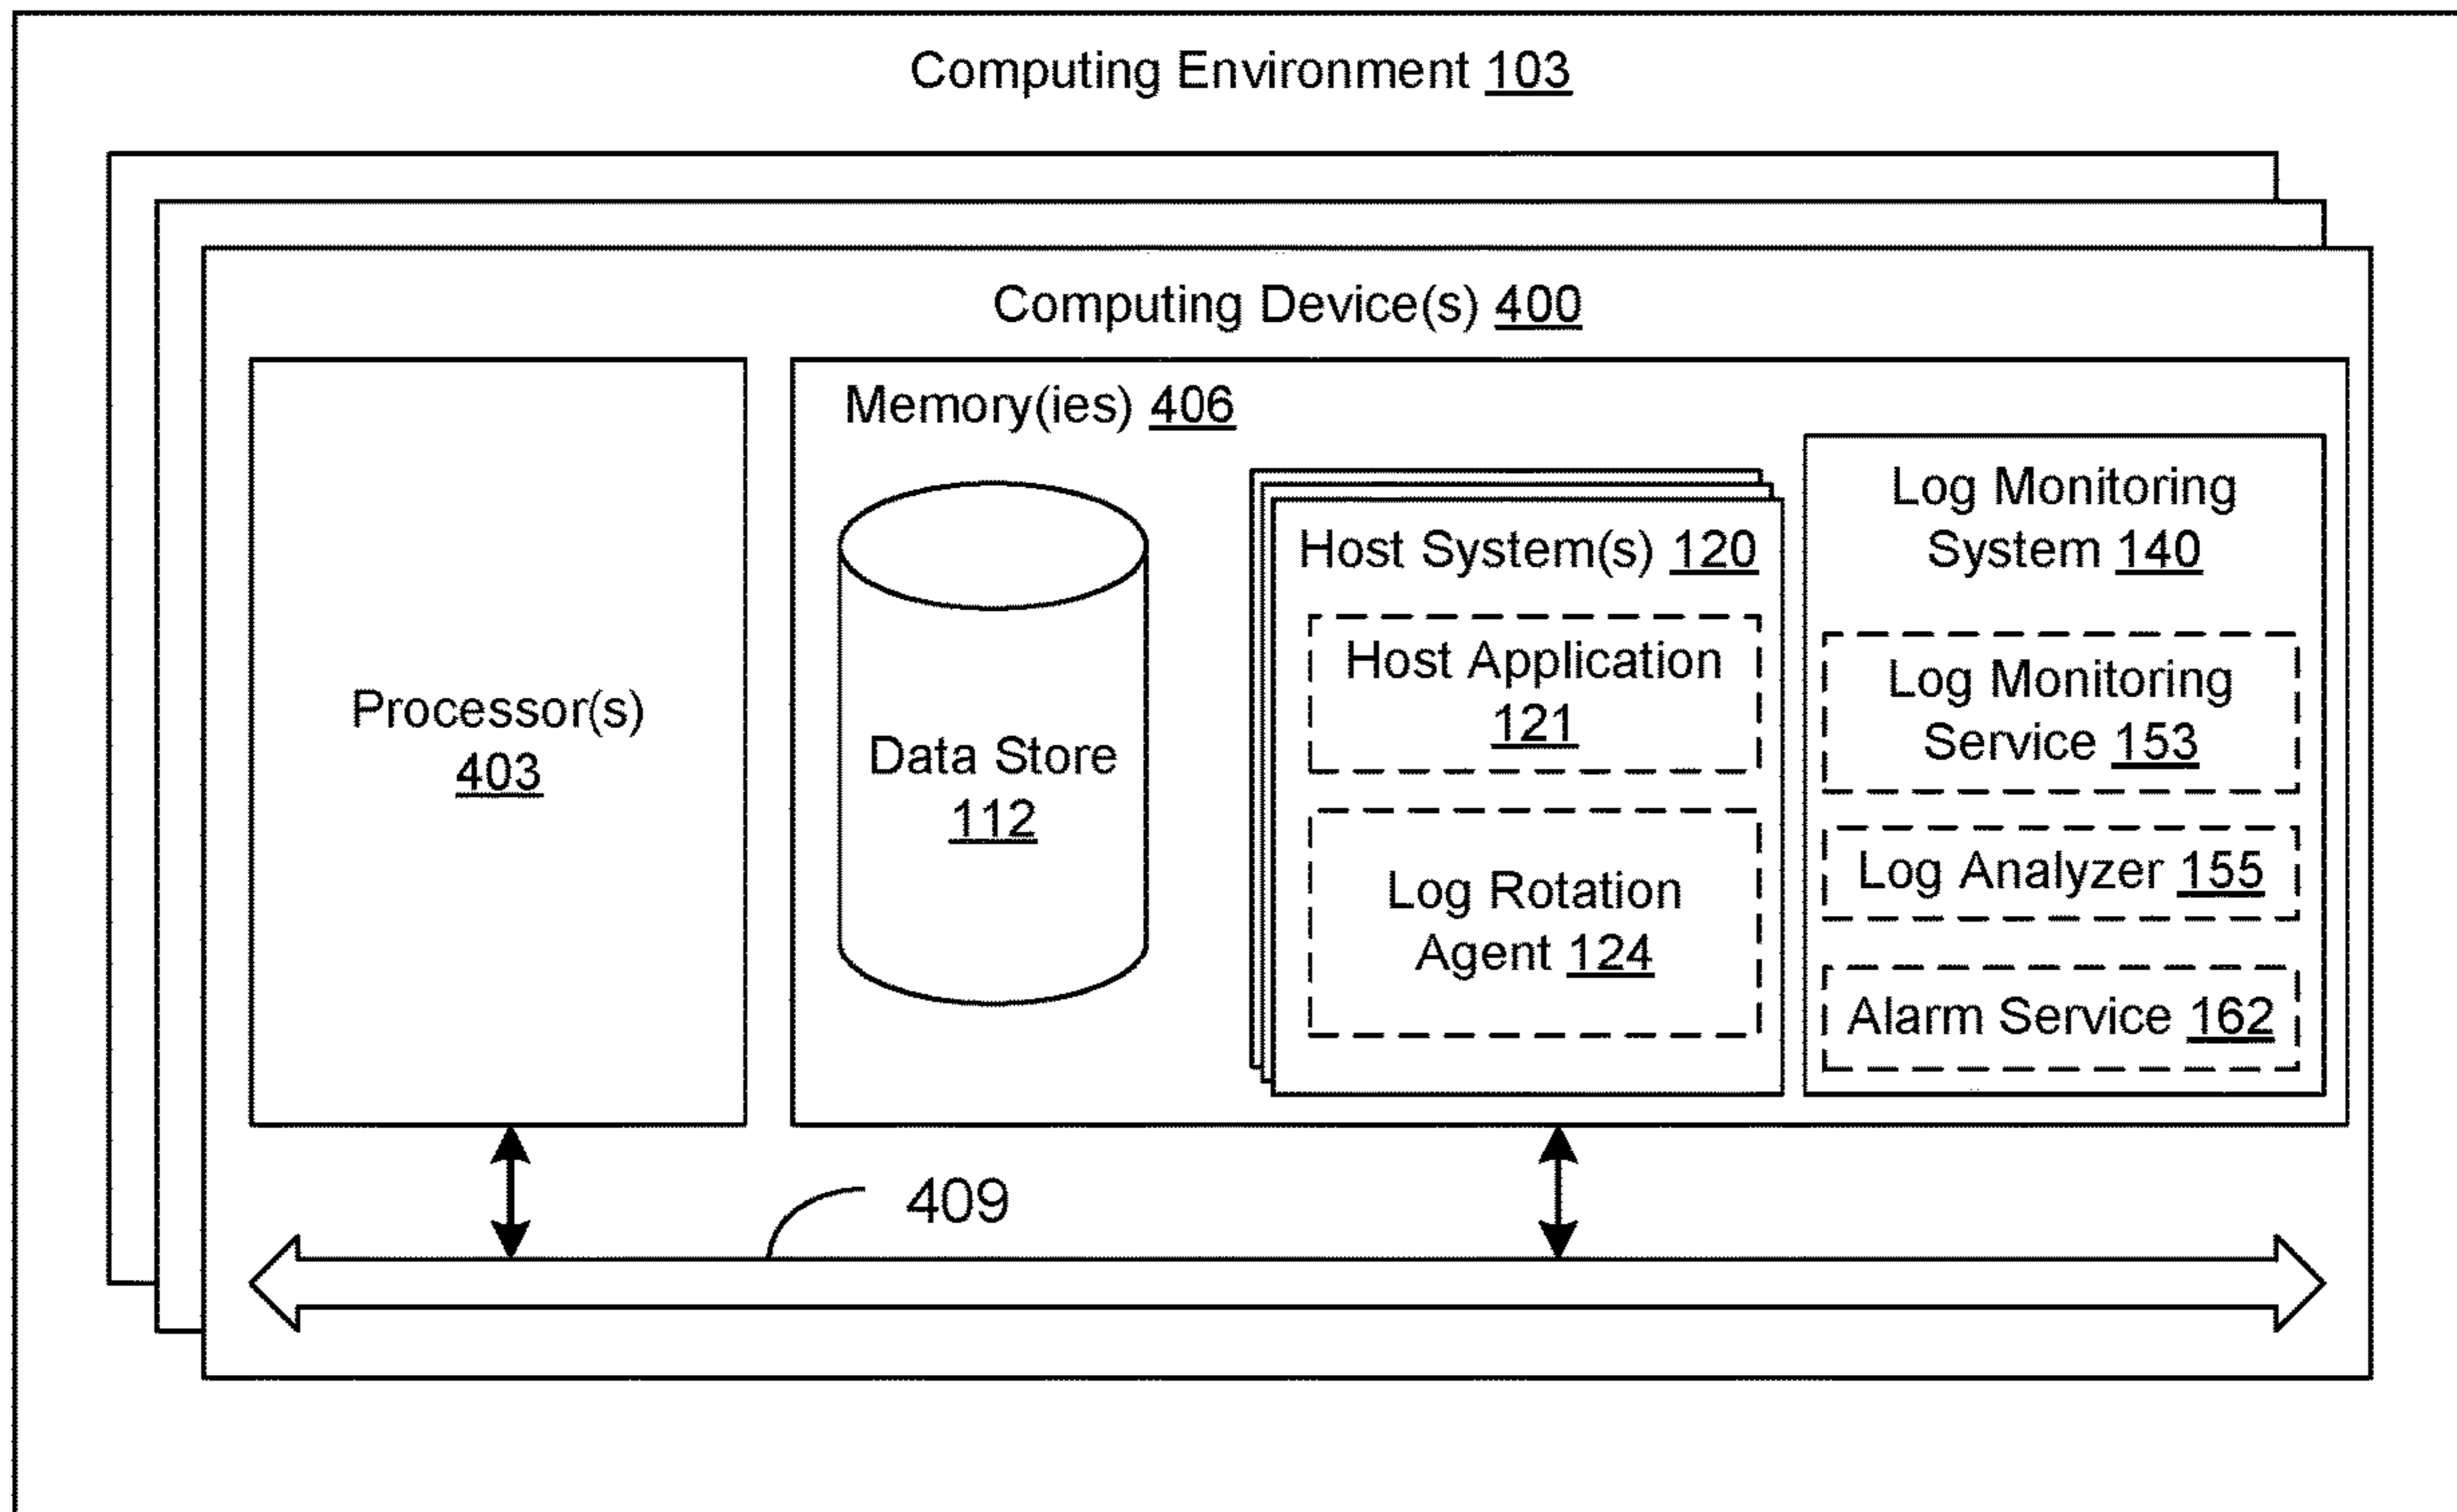 Computing Environment 103
Computing Device(s) 400
Processor(s)
403
Memory(ies) 406
Data Store
112
Host System(s) 120
Host Application
121
Log Rotation
Agent 124
Log Monitoring
System 140
Log Monitoring
Service 153
Log Analyzer 155
Alarm Service 162
409